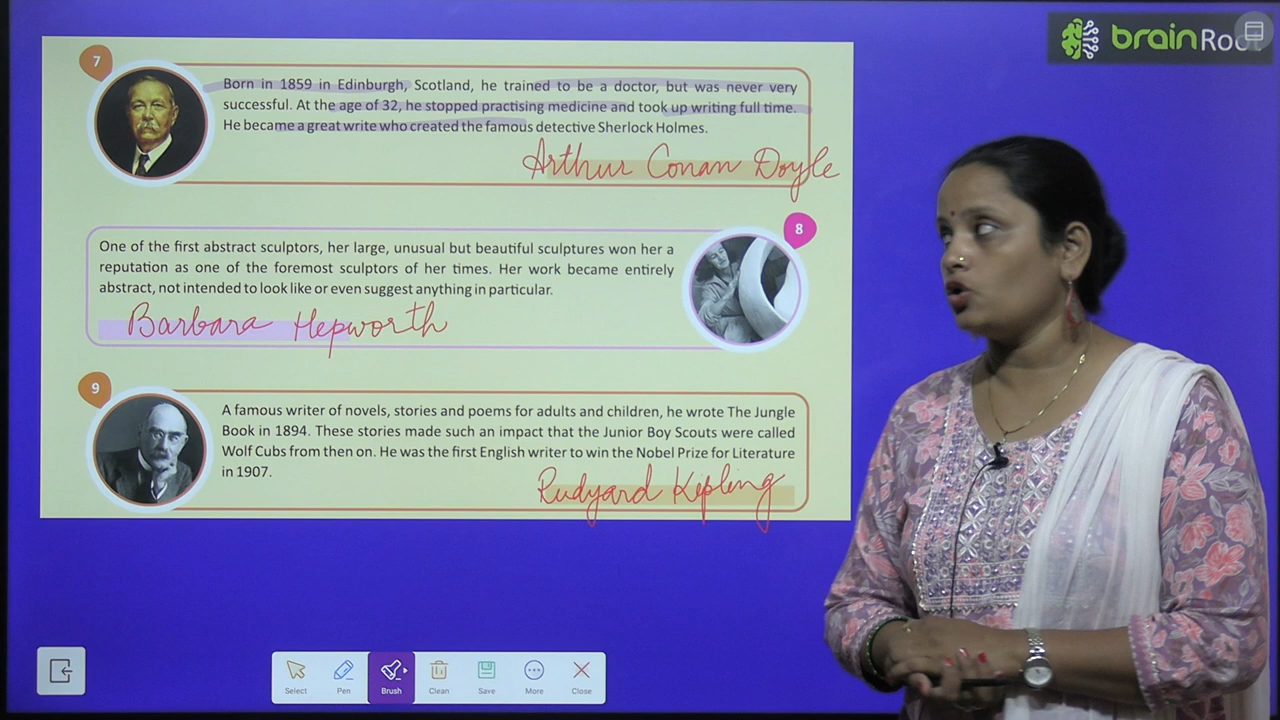 brainRoot
7
Born in 1859 in Edinburgh, Scotland, he trained to be a doctor, but was never very
successful. At the age of 32, he stopped practising medicine and took up writing full time.
He became a great write who created the famous detective Sherlock Holmes.
Arthur Conan Doyle
8
One of the first abstract sculptors, her large, unusual but beautiful sculptures won her a
reputation as one of the foremost sculptors of her times. Her work became entirely
abstract, not intended to look like or even suggest anything in particular.
Barbara Hepworth
9
A famous writer of novels, stories and poems for adults and children, he wrote The Jungle
Book in 1894. These stories made such an impact that the Junior Boy Scouts were called
Wolf Cubs from then on. He was the first English writer to win the Nobel Prize for Literature
in 1907.
Rudyard Kipling
Select Pen Brush Clean Save More Close